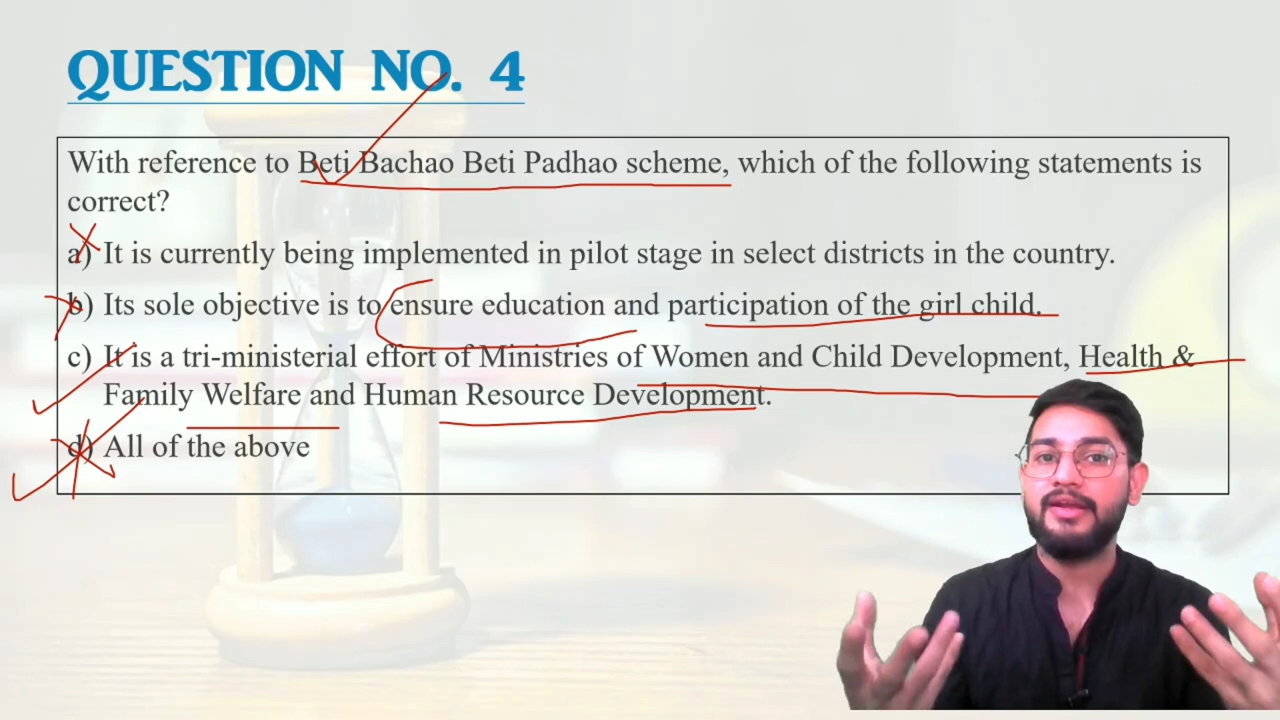 QUESTION NO. 4
With reference to Beti Bachao Beti Padhao scheme, which of the following statements is
correct?
a) It is currently being implemented in pilot stage in select districts in the country.
b) Its sole objective is to ensure education and participation of the girl child.
c) It is a tri-ministerial effort of Ministries of Women and Child Development, Health &
Family Welfare and Human Resource Development.
d) All of the above